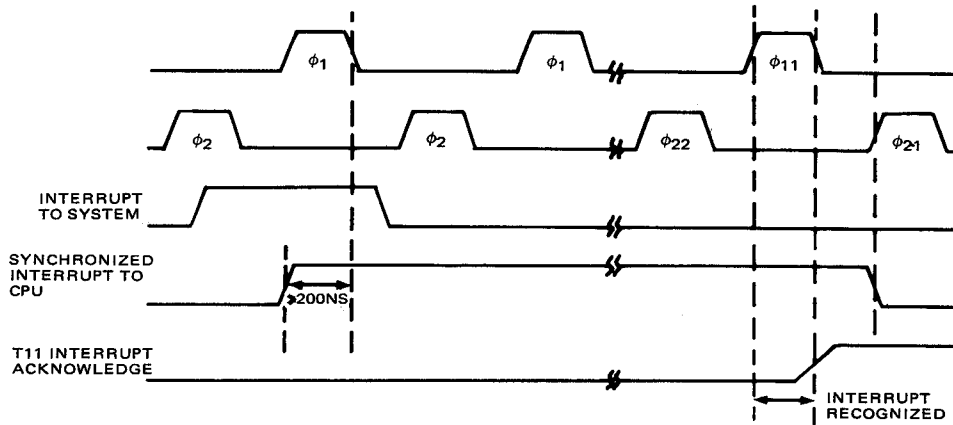 ϕ1 ϕ1 ϕ11
ϕ2 ϕ2 ϕ22 ϕ21
INTERRUPT
TO SYSTEM
SYNCHRONIZED
INTERRUPT TO
CPU
≥200NS
T11 INTERRUPT
ACKNOWLEDGE
INTERRUPT
RECOGNIZED